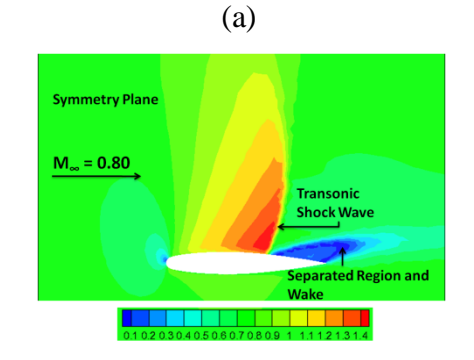 (a)
Symmetry Plane
M∞ = 0.80
Transonic
Shock Wave
Separated Region and
Wake
0.1 0.2 0.3 0.4 0.5 0.6 0.7 0.8 0.9 1 1.1 1.2 1.3 1.4